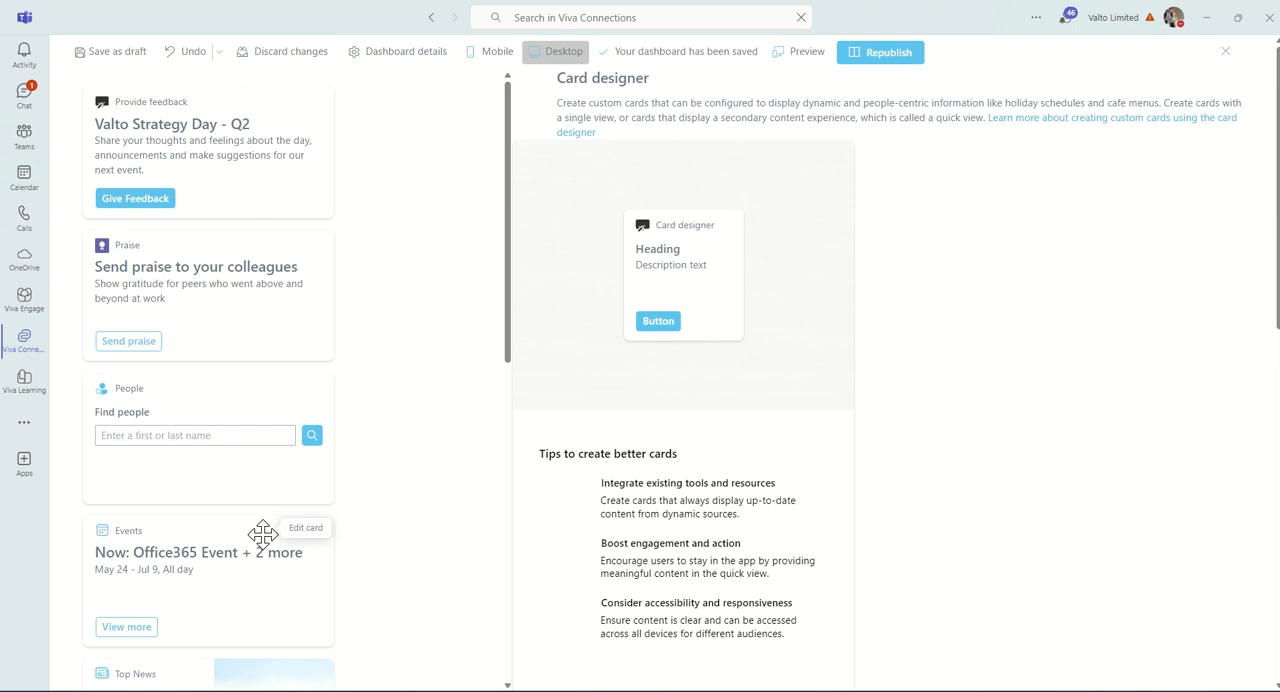 Search in Viva Connections
46
Valto Limited
Activity
Chat
1
Teams
Calendar
Calls
OneDrive
Viva Engage
Viva Conne...
Viva Learning
Apps
Save as draft
Undo
Discard changes
Dashboard details
Mobile
Desktop
Your dashboard has been saved
Preview
Republish
Provide feedback
Valto Strategy Day - Q2
Share your thoughts and feelings about the day,
announcements and make suggestions for our
next event.
Give Feedback
Praise
Send praise to your colleagues
Show gratitude for peers who went above and
beyond at work
Send praise
People
Find people
Enter a first or last name
Events
Edit card
Now: Office365 Event + 2 more
May 24 - Jul 9, All day
View more
Top News
Card designer
Create custom cards that can be configured to display dynamic and people-centric information like holiday schedules and cafe menus. Create cards with
a single view, or cards that display a secondary content experience, which is called a quick view. Learn more about creating custom cards using the card
designer
Card designer
Heading
Description text
Button
Tips to create better cards
Integrate existing tools and resources
Create cards that always display up-to-date
content from dynamic sources.
Boost engagement and action
Encourage users to stay in the app by providing
meaningful content in the quick view.
Consider accessibility and responsiveness
Ensure content is clear and can be accessed
across all devices for different audiences.